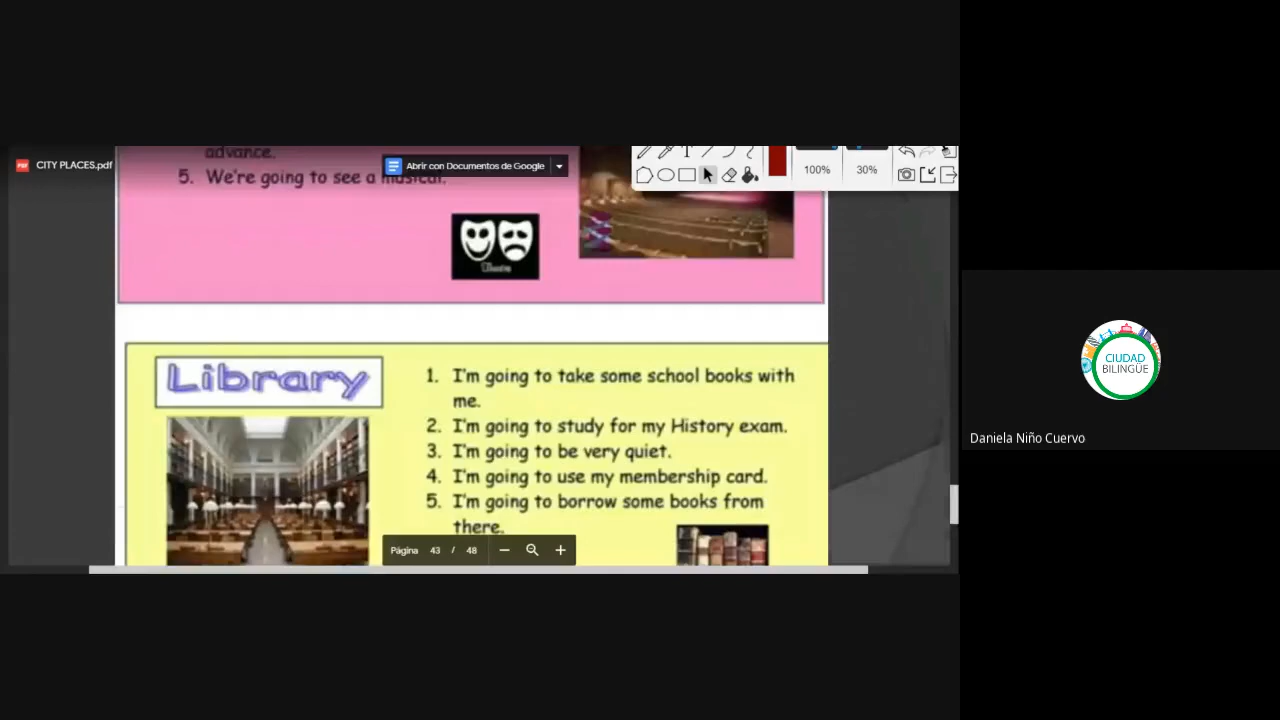 CITY PLACES.pdf
Abrir con Documentos de Google
100%
30%
advance.
5. We're going to see a musical.
Library
1. I'm going to take some school books with
me.
2. I'm going to study for my History exam.
3. I'm going to be very quiet.
4. I'm going to use my membership card.
5. I'm going to borrow some books from
there.
Página 43 / 48
CIUDAD
BILINGÜE
Daniela Niño Cuervo